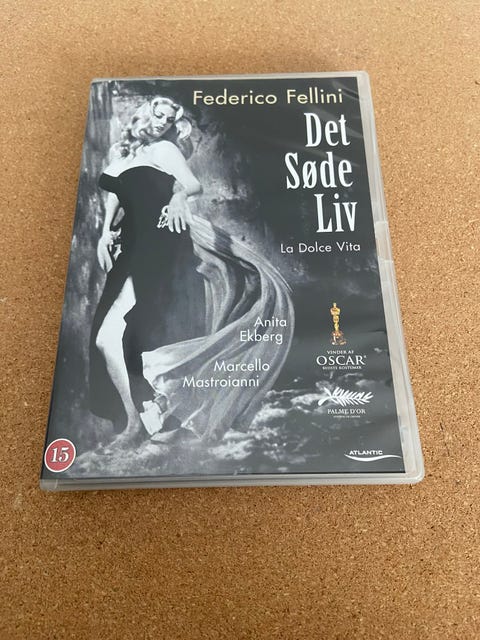 Federico Fellini
Det
Søde
Liv
La Dolce Vita
Anita
Ekberg
Marcello
Mastroianni
VINDER AF
OSCAR®
BEDSTE KOSTUMER
PALME D'OR
ATLANTIC
15